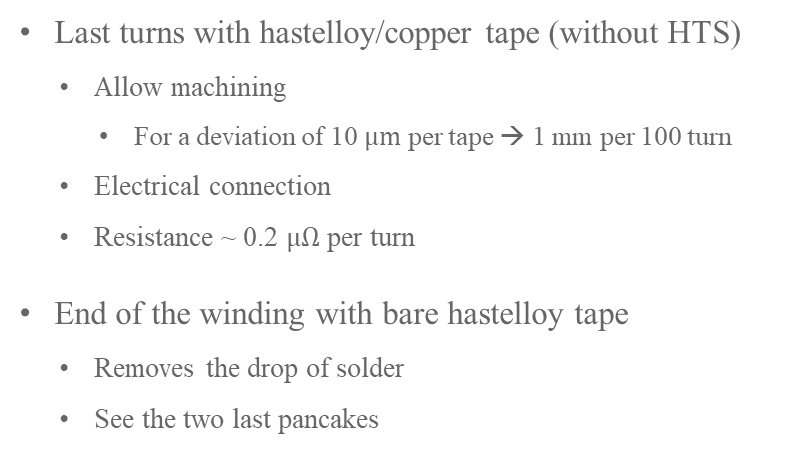 • Last turns with hastelloy/copper tape (without HTS)
• Allow machining
• For a deviation of 10 μm per tape → 1 mm per 100 turn
• Electrical connection
• Resistance ~ 0.2 μΩ per turn
• End of the winding with bare hastelloy tape
• Removes the drop of solder
• See the two last pancakes